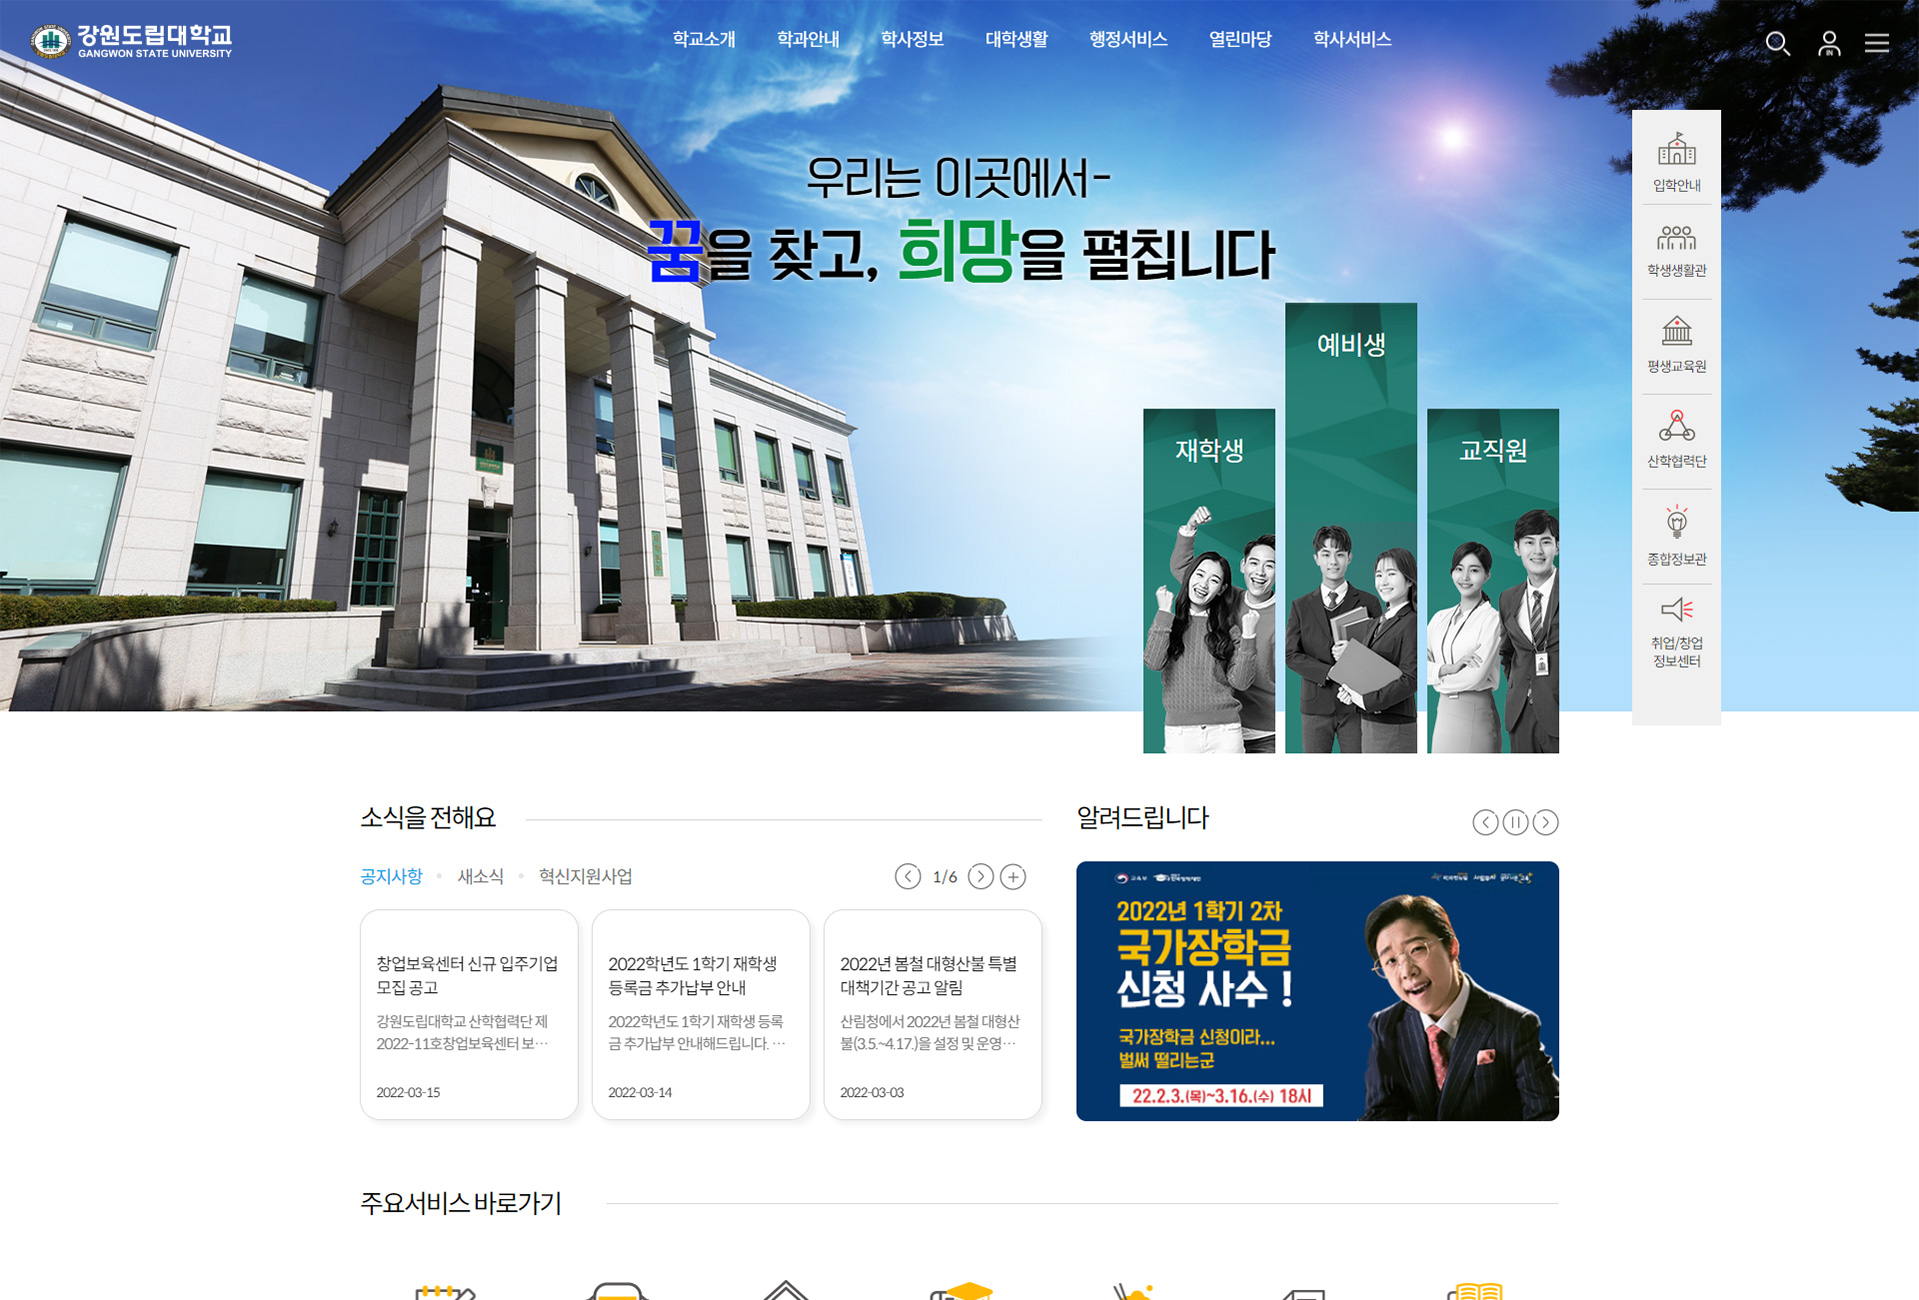 강원도립대학교
GANGWON STATE UNIVERSITY
학교소개 학과안내 학사정보 대학생활 행정서비스 열린마당 학사서비스
IN
우리는 이곳에서-
꿈을 찾고, 희망을 펼칩니다
재학생
예비생
교직원
입학안내
학생생활관
평생교육원
산학협력단
종합정보관
취업/창업
정보센터
소식을 전해요
공지사항 새소식 혁신지원사업
1/6
창업보육센터 신규 입주기업
모집 공고
강원도립대학교 산학협력단 제
2022-11호창업보육센터 보…
2022-03-15
2022학년도 1학기 재학생
등록금 추가납부 안내
2022학년도 1학기 재학생 등록
금 추가납부 안내해드립니다. …
2022-03-14
2022년 봄철 대형산불 특별
대책기간 공고 알림
산림청에서 2022년 봄철 대형산
불(3.5.~4.17.)을 설정 및 운영…
2022-03-03
알려드립니다
교육부
2022년 1학기 2차
국가장학금
신청 사수 !
국가장학금 신청이라...
벌써 떨리는군
22.2.3.(목)~3.16.(수) 18시
주요서비스 바로가기